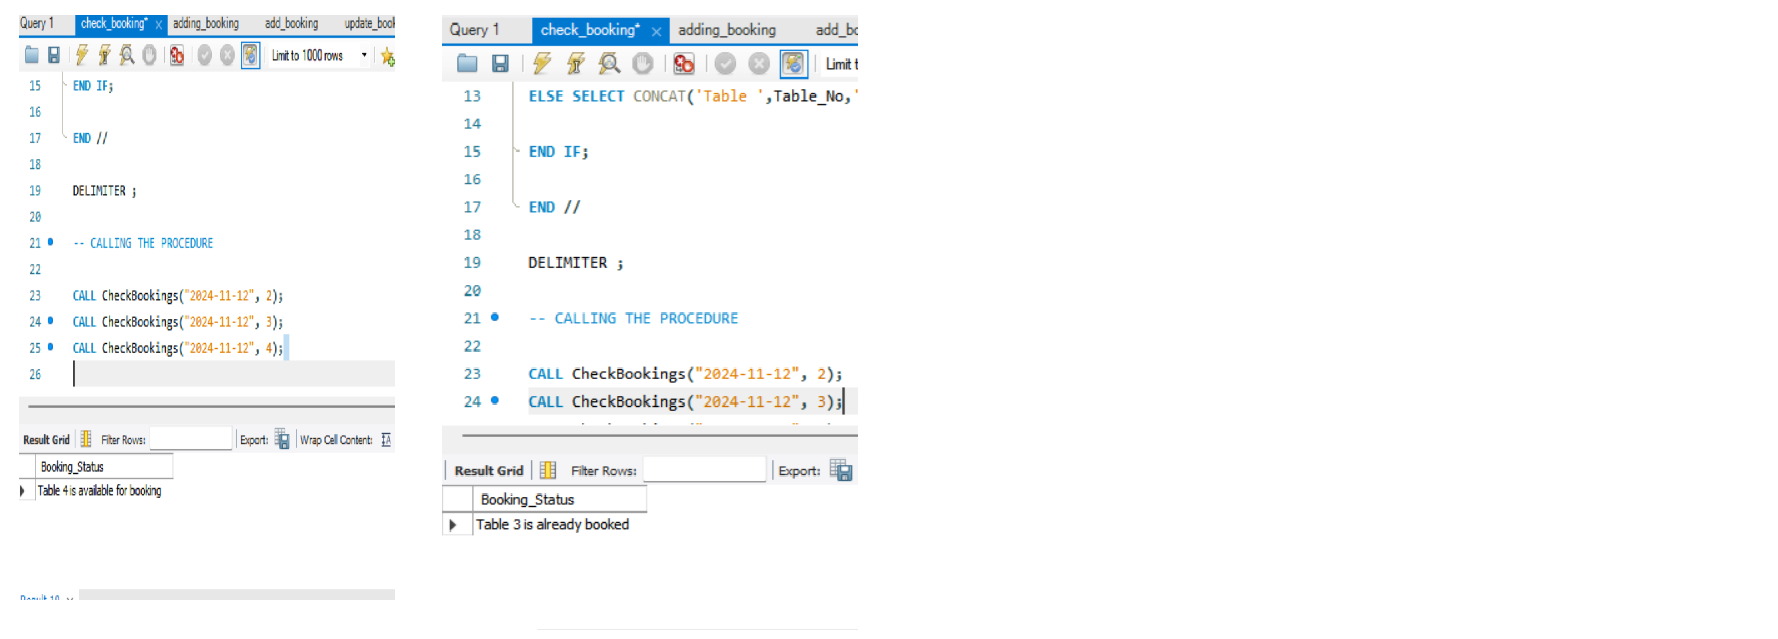 Query 1 check_booking* adding_booking add_booking update_book
Limit to 1000 rows
15 END IF;
16
17 END //
18
19 DELIMITER ;
20
21 -- CALLING THE PROCEDURE
22
23 CALL CheckBookings("2024-11-12", 2);
24 CALL CheckBookings("2024-11-12", 3);
25 CALL CheckBookings("2024-11-12", 4);
26
Result Grid Filter Rows: Export: Wrap Cell Content:
Booking_Status
Table 4 is available for booking
Query 1 check_booking* adding_booking add_bo
Limit t
13 ELSE SELECT CONCAT('Table ',Table_No,'
14
15 END IF;
16
17 END //
18
19 DELIMITER ;
20
21 -- CALLING THE PROCEDURE
22
23 CALL CheckBookings("2024-11-12", 2);
24 CALL CheckBookings("2024-11-12", 3);
Result Grid Filter Rows: Export:
Booking_Status
Table 3 is already booked